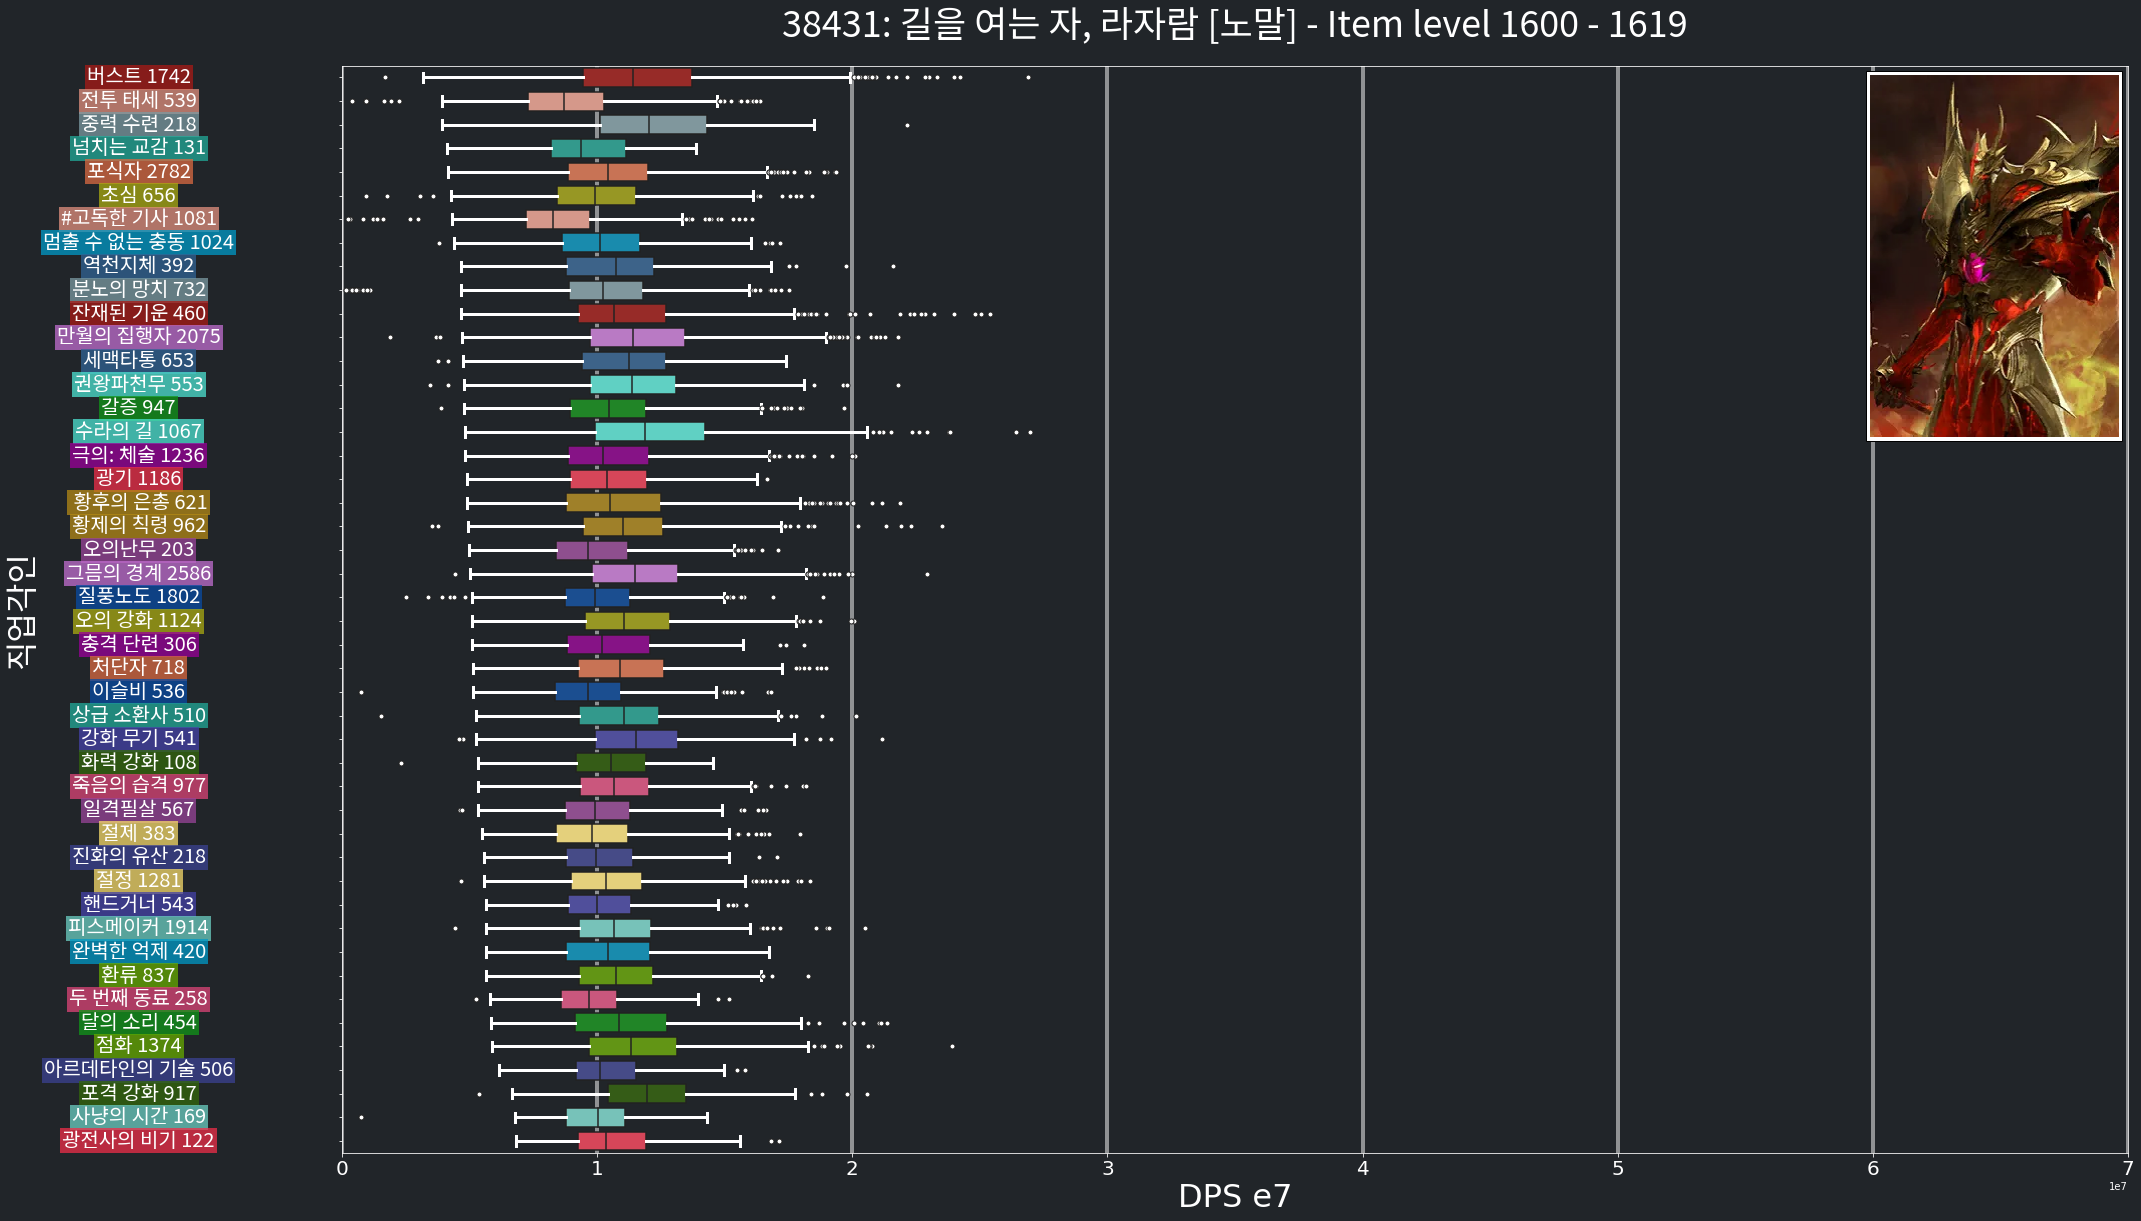 38431: 길을 여는 자, 라자람 [노말] - Item level 1600 - 1619
버스트 1742
전투 태세 539
중력 수련 218
넘치는 교감 131
포식자 2782
초심 656
#고독한 기사 1081
멈출 수 없는 충동 1024
역천지체 392
분노의 망치 732
잔재된 기운 460
만월의 집행자 2075
세맥타통 653
권왕파천무 553
갈증 947
수라의 길 1067
극의: 체술 1236
광기 1186
황후의 은총 621
황제의 칙령 962
오의난무 203
그믐의 경계 2586
질풍노도 1802
오의 강화 1124
충격 단련 306
처단자 718
이슬비 536
상급 소환사 510
강화 무기 541
화력 강화 108
죽음의 습격 977
일격필살 567
절제 383
진화의 유산 218
절정 1281
핸드거너 543
피스메이커 1914
완벽한 억제 420
환류 837
두 번째 동료 258
달의 소리 454
점화 1374
아르데타인의 기술 506
포격 강화 917
사냥의 시간 169
광전사의 비기 122
직업각인
0 1 2 3 4 5 6 7
DPS e7
1e7